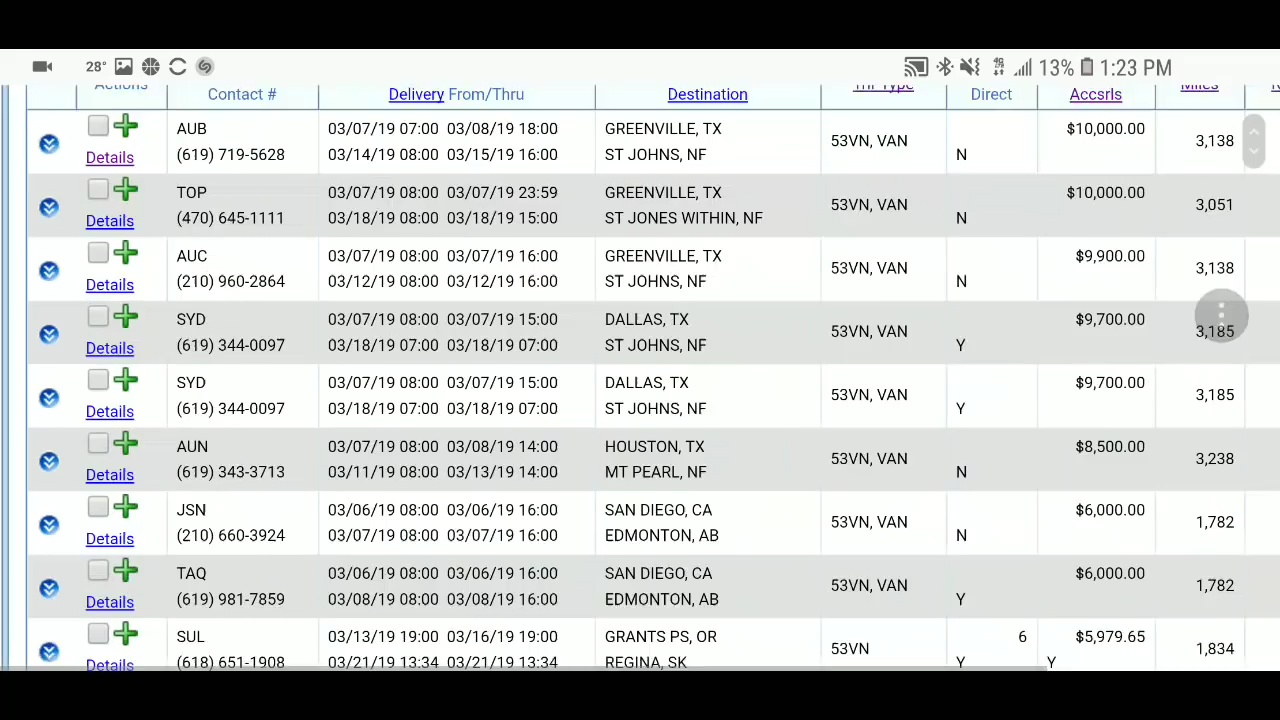 28° 13% 1:23 PM
Actions Contact # Delivery From/Thru Destination Trlr Type Direct Accsrls Miles
AUB 03/07/19 07:00 03/08/19 18:00 GREENVILLE, TX $10,000.00
Details (619) 719-5628 03/14/19 08:00 03/15/19 16:00 ST JOHNS, NF 53VN, VAN N 3,138
TOP 03/07/19 08:00 03/07/19 23:59 GREENVILLE, TX $10,000.00
Details (470) 645-1111 03/18/19 08:00 03/18/19 15:00 ST JONES WITHIN, NF 53VN, VAN N 3,051
AUC 03/07/19 08:00 03/07/19 16:00 GREENVILLE, TX $9,900.00
Details (210) 960-2864 03/12/19 08:00 03/12/19 16:00 ST JOHNS, NF 53VN, VAN N 3,138
SYD 03/07/19 08:00 03/07/19 15:00 DALLAS, TX $9,700.00
Details (619) 344-0097 03/18/19 07:00 03/18/19 07:00 ST JOHNS, NF 53VN, VAN Y 3,185
SYD 03/07/19 08:00 03/07/19 15:00 DALLAS, TX $9,700.00
Details (619) 344-0097 03/18/19 07:00 03/18/19 07:00 ST JOHNS, NF 53VN, VAN Y 3,185
AUN 03/07/19 08:00 03/08/19 14:00 HOUSTON, TX $8,500.00
Details (619) 343-3713 03/11/19 08:00 03/13/19 14:00 MT PEARL, NF 53VN, VAN N 3,238
JSN 03/06/19 08:00 03/06/19 16:00 SAN DIEGO, CA $6,000.00
Details (210) 660-3924 03/07/19 08:00 03/07/19 16:00 EDMONTON, AB 53VN, VAN N 1,782
TAQ 03/06/19 08:00 03/06/19 16:00 SAN DIEGO, CA $6,000.00
Details (619) 981-7859 03/08/19 08:00 03/08/19 16:00 EDMONTON, AB 53VN, VAN Y 1,782
SUL 03/13/19 19:00 03/16/19 19:00 GRANTS PS, OR 6 $5,979.65
Details (618) 651-1908 03/21/19 13:34 03/21/19 13:34 REGINA, SK 53VN Y Y 1,834